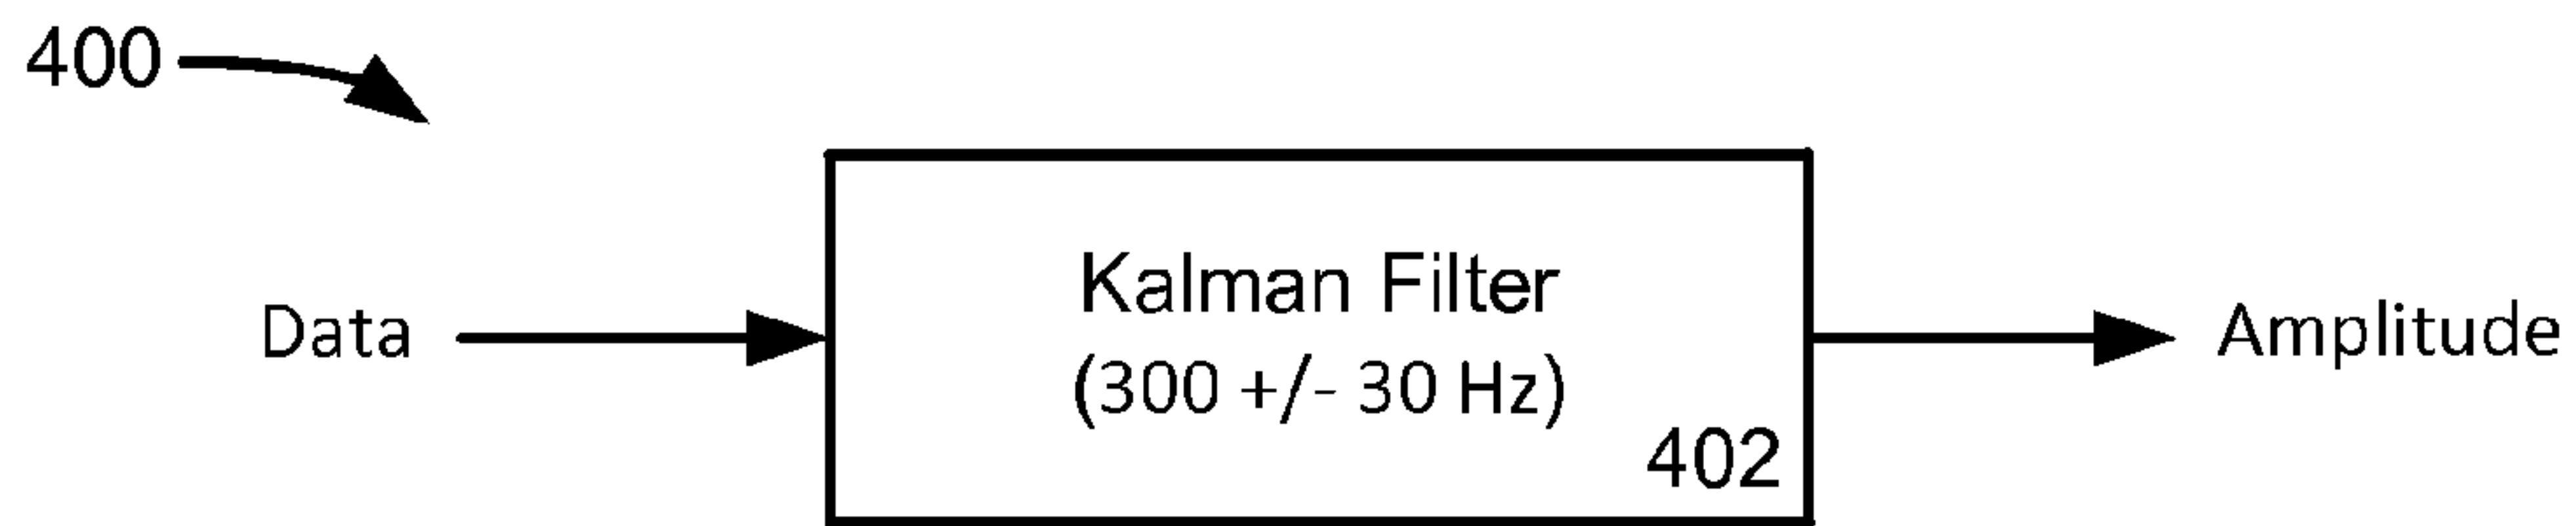 400
Kalman Filter
Data
Amplitude
(300 +/- 30 Hz)
402